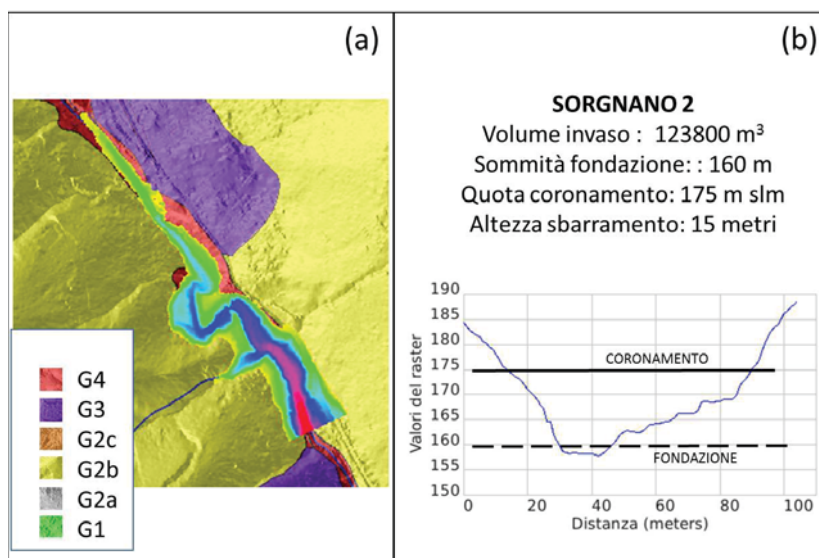 (a)
G4
G3
G2c
G2b
G2a
G1
(b)
SORGNANO 2
Volume invaso : 123800 m³
Sommità fondazione: : 160 m
Quota coronamento: 175 m slm
Altezza sbarramento: 15 metri
Valori del raster
190
185
180
175
165
160
155
150
CORONAMENTO
FONDAZIONE
0
20
40
60
80
100
Distanza (meters)